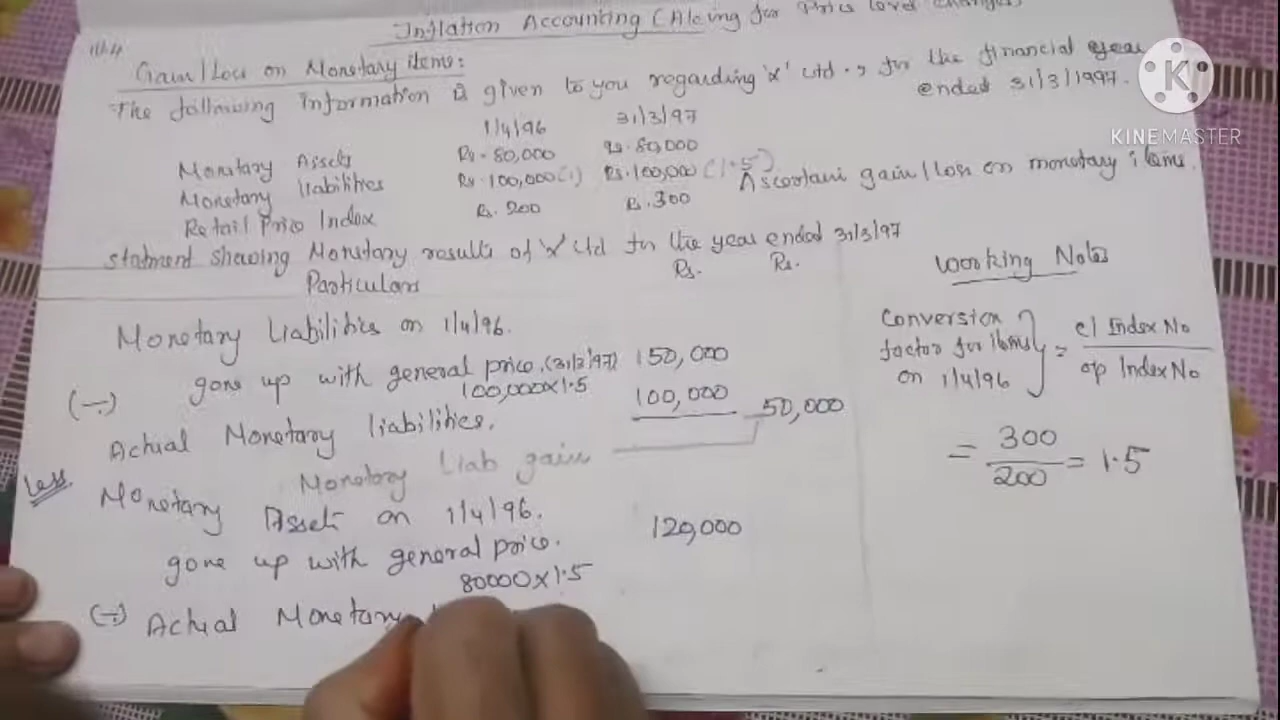 Inflation Accounting (A/cing for Price level Changes)
Gain/Loss on Monetary items:
The following information is given to you regarding 'X' Ltd., for the financial year
ended 31/3/1997.
1/4/96 31/3/97
Monetary Assets Rs. 80,000 Rs. 80,000
Monetary liabilities Rs. 100,000 (1) Rs. 100,000 (1.5)
Retail Price Index Rs. 200 Rs. 300
Ascertain gain/loss on monetary items.
statment showing Monetary results of 'X' Ltd for the year ended 31/3/97
Particulars Rs. Rs.
Monetary Liabilities on 1/4/96.
gone up with general price. (31/3/97) 150,000
100,000 x 1.5
(-) Actual Monetary liabilities. 100,000 50,000
Monetary Liab gain
Less Monetary Assets on 1/4/96.
gone up with general price. 120,000
80000 x 1.5
(-) Actual Monetary
Working Notes
Conversion
factor for items
on 1/4/96 = cl Index No
op Index No
= 300
200 = 1.5
KINEMASTER